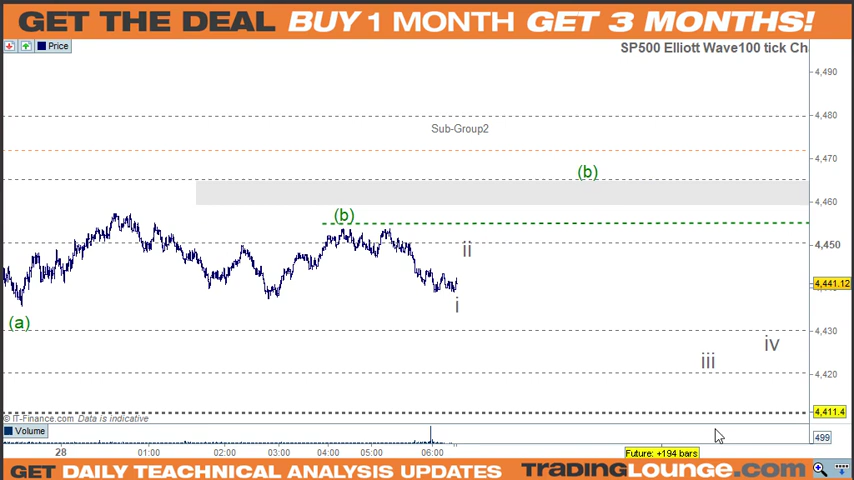 GET THE DEAL BUY 1 MONTH GET 3 MONTHS!
Price
SP500 Elliott Wave100 tick Ch
4,490
4,480
Sub-Group2
4,470
(b)
4,460
(b)
ii
4,450
4,441.12
i
(a)
4,430
iv
iii
4,420
© IT-Finance.com Data is indicative
4,411.4
Volume
499
28 01:00 02:00 03:00 04:00 05:00 06:00
Future: +194 bars
GET DAILY TEACHNICAL ANALYSIS UPDATES TRADINGLOUNGE.COM